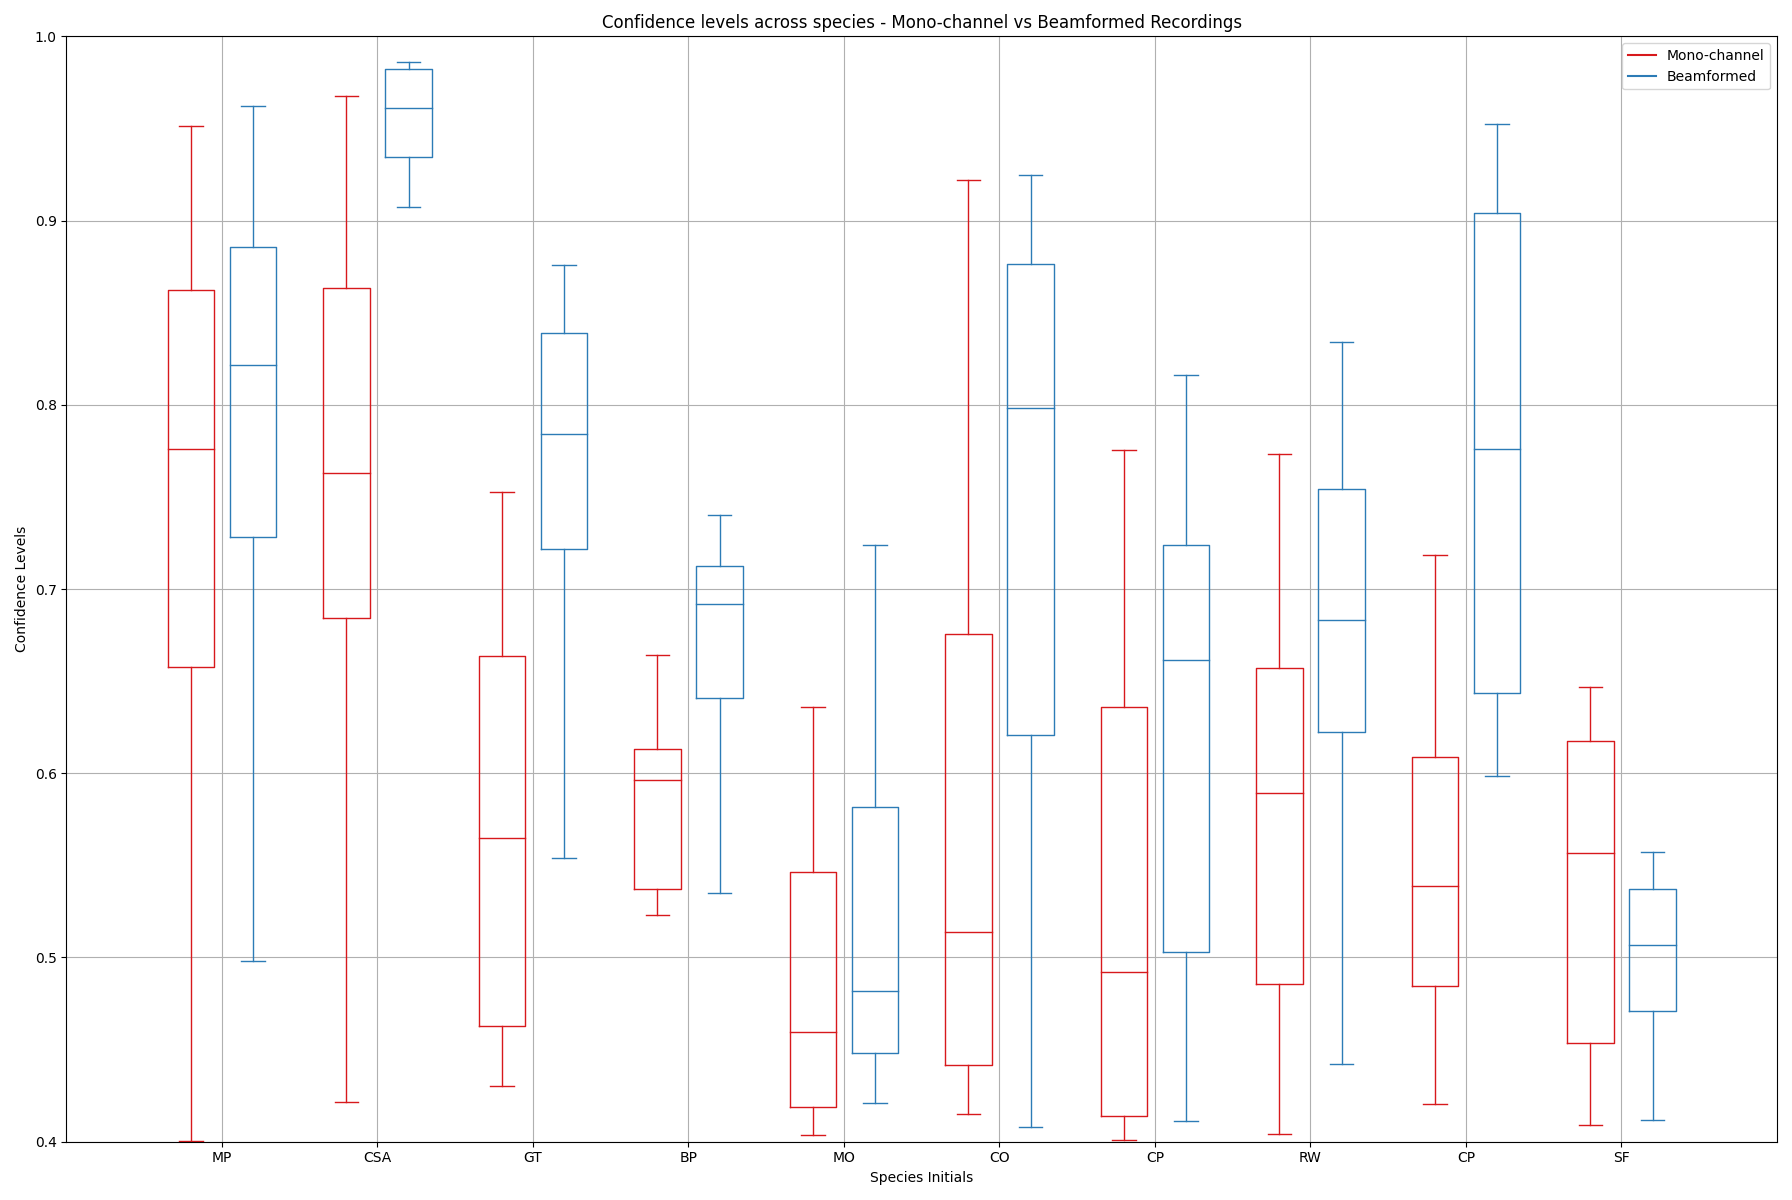 Confidence levels across species - Mono-channel vs Beamformed Recordings
Mono-channel
Beamformed
Confidence Levels
1.0
0.9
0.8
0.7
0.6
0.5
0.4
MP CSA GT BP MO CO CP RW CP SF
Species Initials